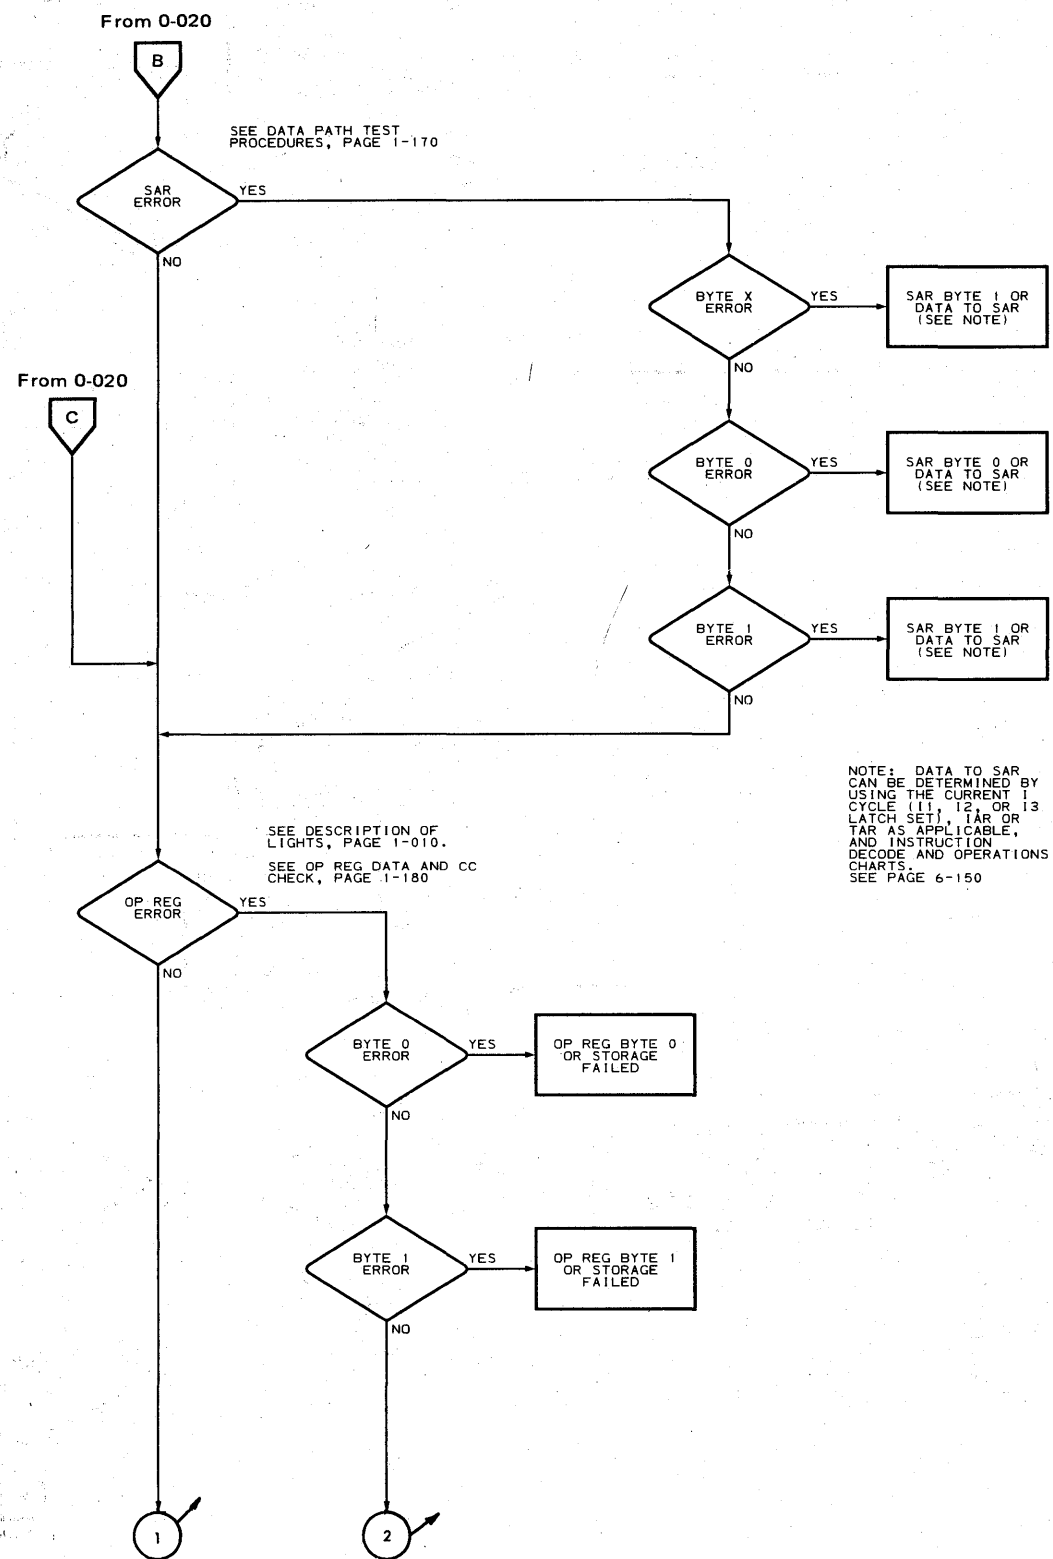 From 0-020
B
SEE DATA PATH TEST
PROCEDURES, PAGE 1-170
SAR
ERROR
YES
NO
BYTE X
ERROR
YES
SAR BYTE 1 OR
DATA TO SAR
(SEE NOTE)
NO
From 0-020
C
BYTE 0
ERROR
YES
SAR BYTE 0 OR
DATA TO SAR
(SEE NOTE)
NO
BYTE 1
ERROR
YES
SAR BYTE 1 OR
DATA TO SAR
(SEE NOTE)
NO
NOTE: DATA TO SAR
CAN BE DETERMINED BY
USING THE CURRENT I
CYCLE (I1, I2, OR I3
LATCH SET), IAR OR
TAR AS APPLICABLE,
AND INSTRUCTION
DECODE AND OPERATIONS
CHARTS.
SEE PAGE 6-150
SEE DESCRIPTION OF
LIGHTS, PAGE 1-010.
SEE OP REG DATA AND CC
CHECK, PAGE 1-180
OP REG
ERROR
YES
NO
BYTE 0
ERROR
YES
OP REG BYTE 0
OR STORAGE
FAILED
NO
BYTE 1
ERROR
YES
OP REG BYTE 1
OR STORAGE
FAILED
NO
1
2